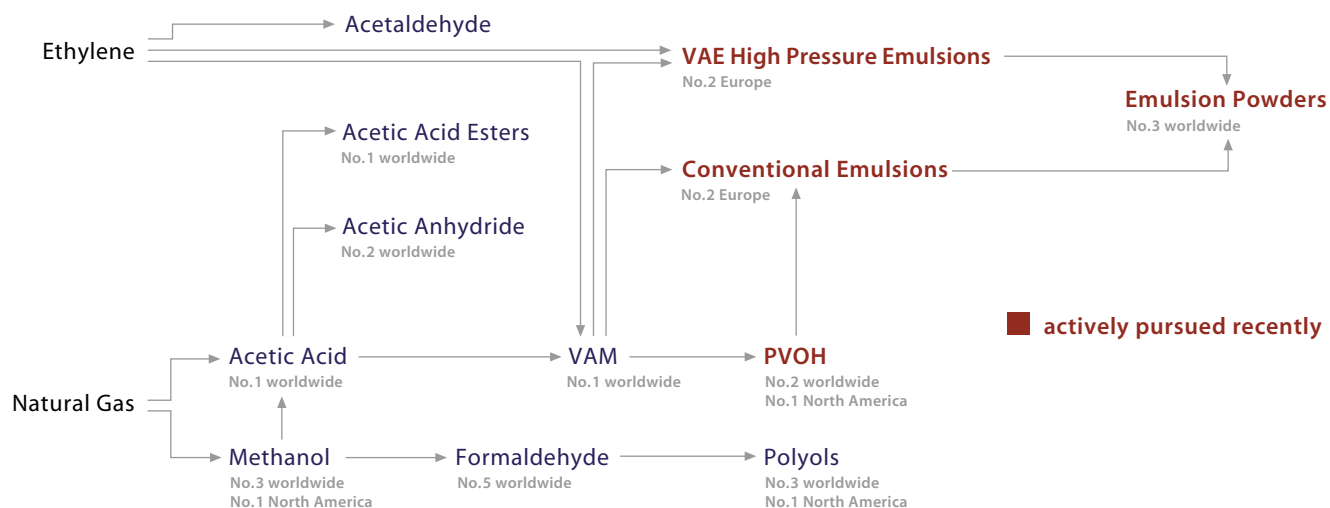 Acetaldehyde
Ethylene
VAE High Pressure Emulsions
No.2 Europe
Emulsion Powders
No.3 worldwide
Acetic Acid Esters
No.1 worldwide
Conventional Emulsions
No.2 Europe
Acetic Anhydride
No.2 worldwide
actively pursued recently
Acetic Acid
No.1 worldwide
VAM
No.1 worldwide
PVOH
No.2 worldwide
No.1 North America
Natural Gas
Methanol
No.3 worldwide
No.1 North America
Formaldehyde
No.5 worldwide
Polyols
No.3 worldwide
No.1 North America